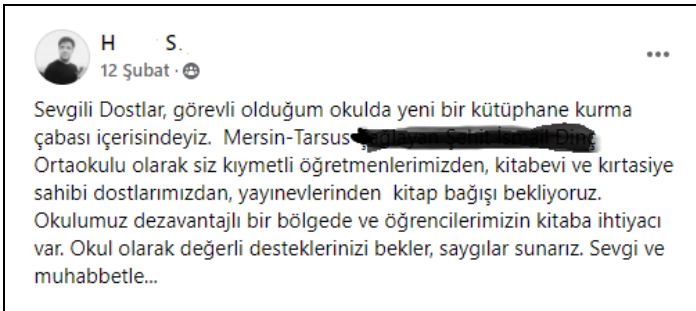 H S.
12 Şubat ·
Sevgili Dostlar, görevli olduğum okulda yeni bir kütüphane kurma
çabası içerisindeyiz. Mersin-Tarsus
Ortaokulu olarak siz kıymetli öğretmenlerimizden, kitabevi ve kırtasiye
sahibi dostlarımızdan, yayınevlerinden kitap bağışı bekliyoruz.
Okulumuz dezavantajlı bir bölgede ve öğrencilerimizin kitaba ihtiyacı
var. Okul olarak değerli desteklerinizi bekler, saygılar sunarız. Sevgi ve
muhabbetle...